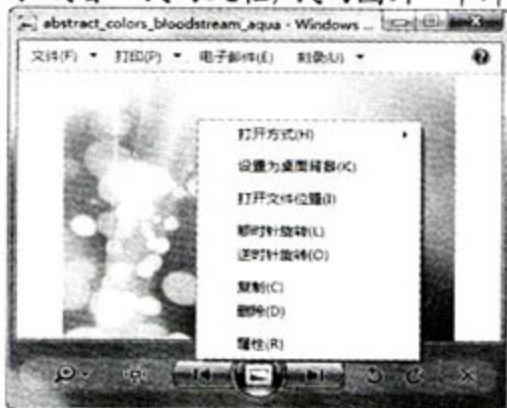 abstract_colors_bloodstream_aqua - Windows ...
文件(F) 打印(P) 电子邮件(E) 刻录(U)
打开方式(H)
设置为桌面背景(K)
打开文件位置(I)
顺时针旋转(L)
逆时针旋转(O)
复制(C)
删除(D)
属性(R)